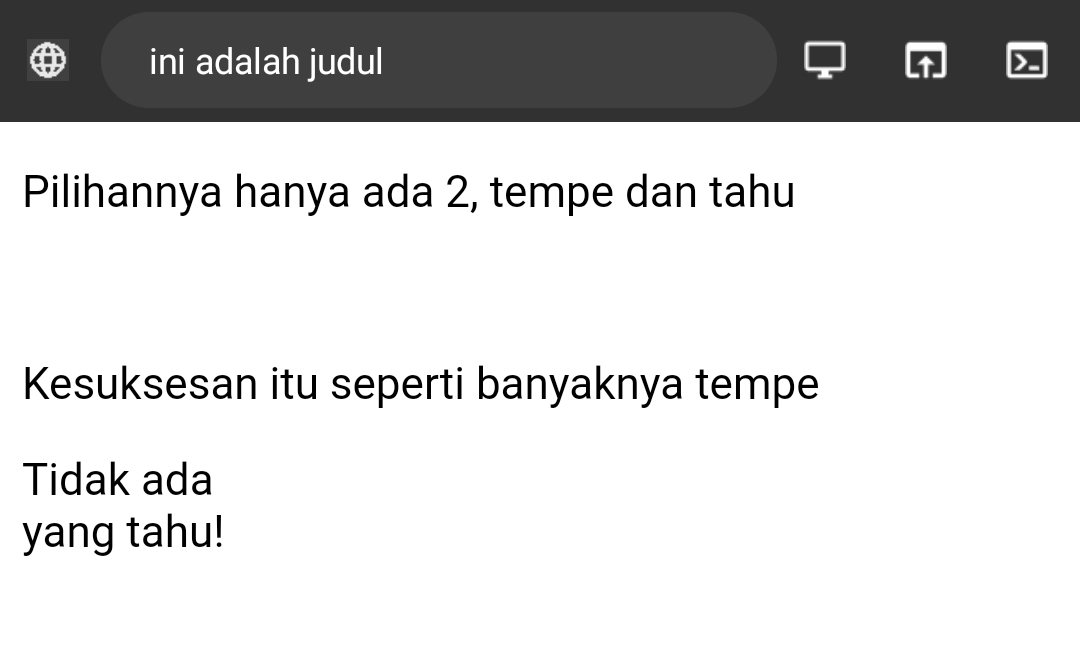 ini adalah judul
Pilihannya hanya ada 2, tempe dan tahu
Kesuksesan itu seperti banyaknya tempe
Tidak ada
yang tahu!